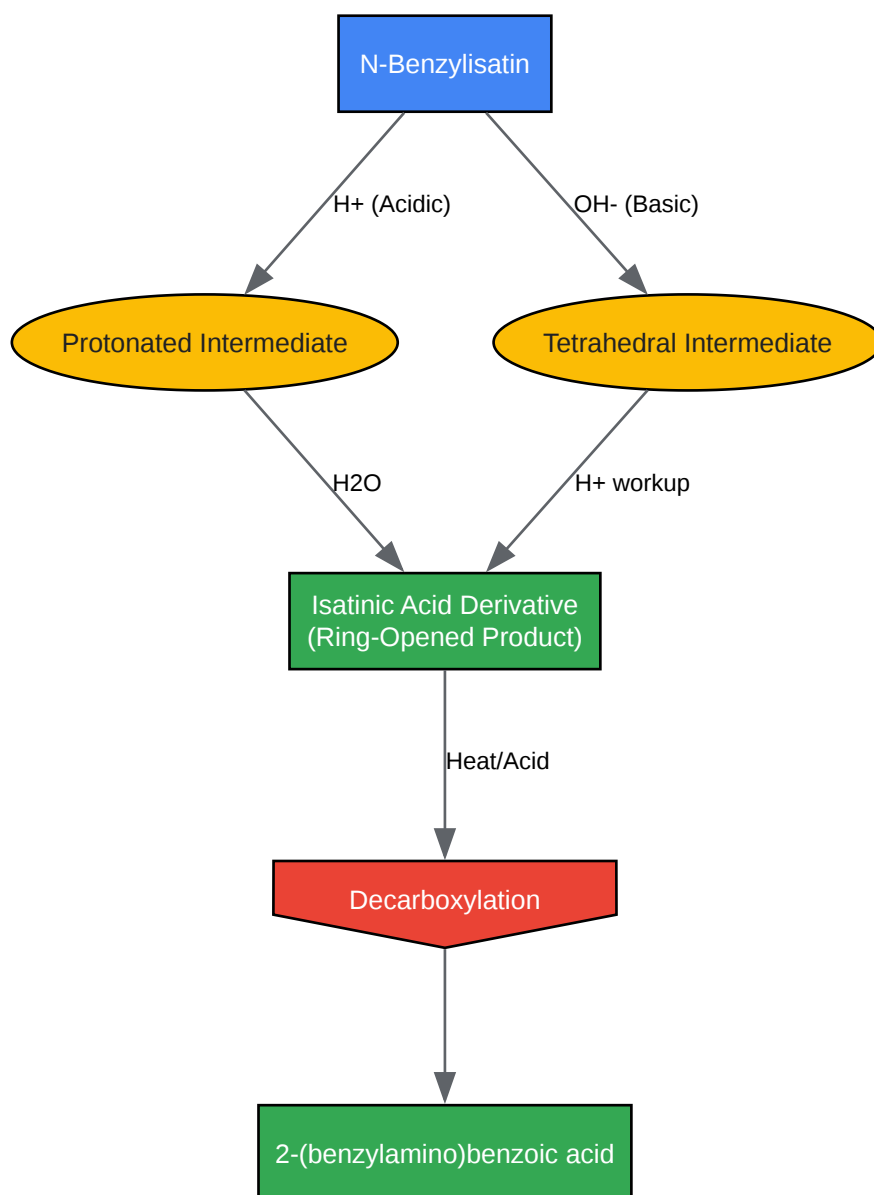 N-Benzylisatin
H+ (Acidic)
OH- (Basic)
Protonated Intermediate
Tetrahedral Intermediate
H2O
H+ workup
Isatinic Acid Derivative
(Ring-Opened Product)
Heat/Acid
Decarboxylation
2-(benzylamino)benzoic acid